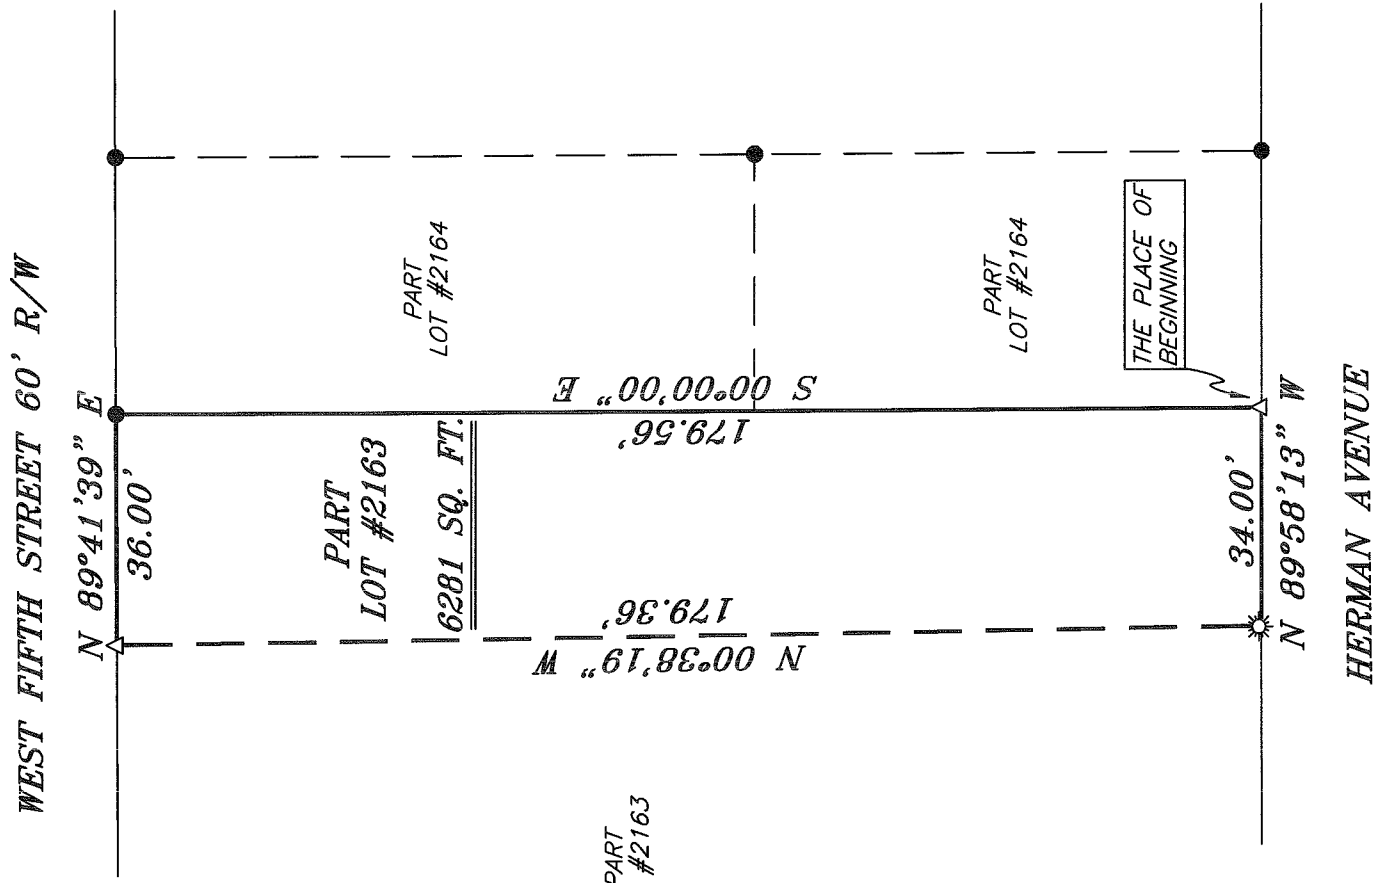 WEST FIFTH STREET 60' R/W
N 89°41'39" E
36.00'
PART
LOT #2164
PART
LOT #2163
6281 SQ. FT.
S 00°00'00" E
179.56'
179.36'
N 00°38'19" W
PART
#2163
PART
LOT #2164
THE PLACE OF
BEGINNING
34.00'
N 89°58'13" W
HERMAN AVENUE